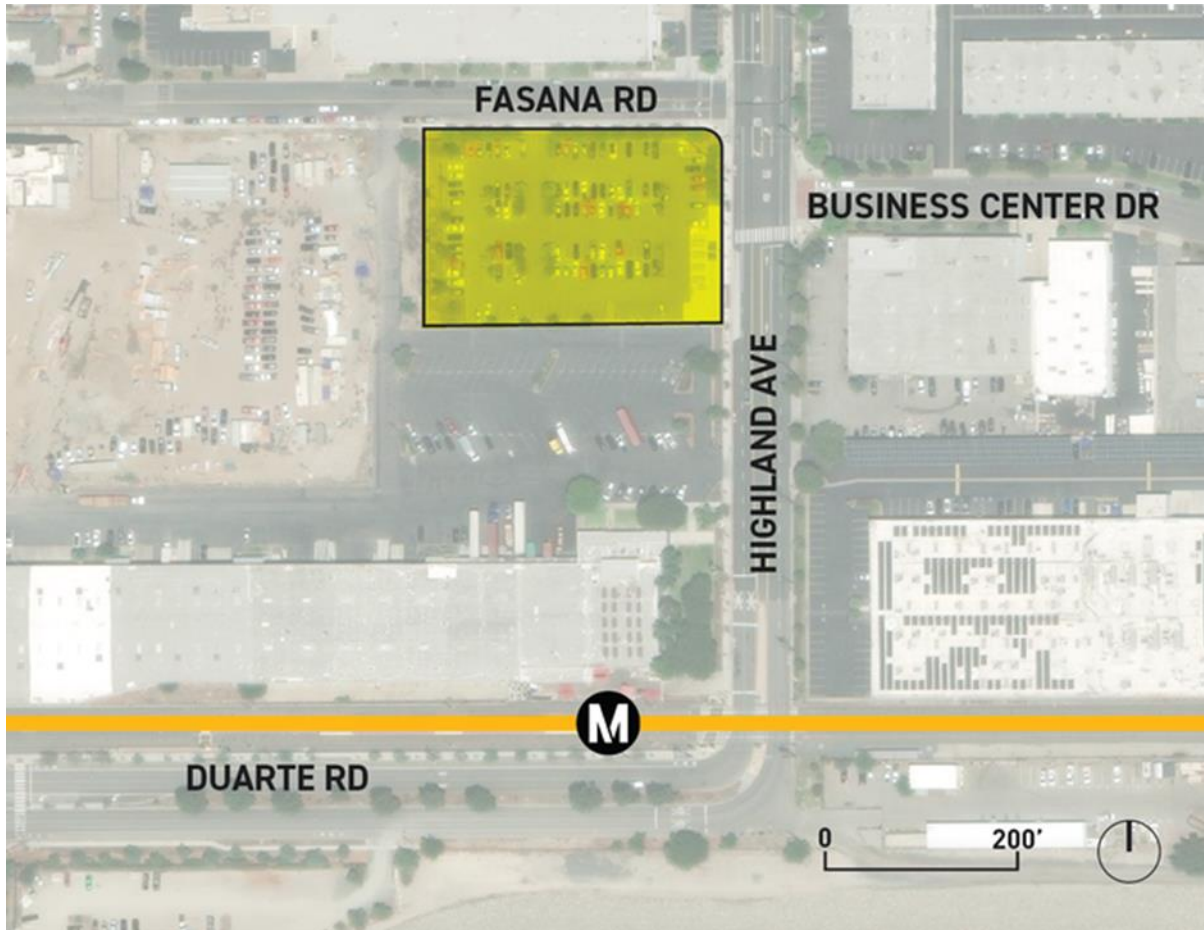 FASANA RD
BUSINESS CENTER DR
HIGHLAND AVE
M
DUARTE RD
0 200'